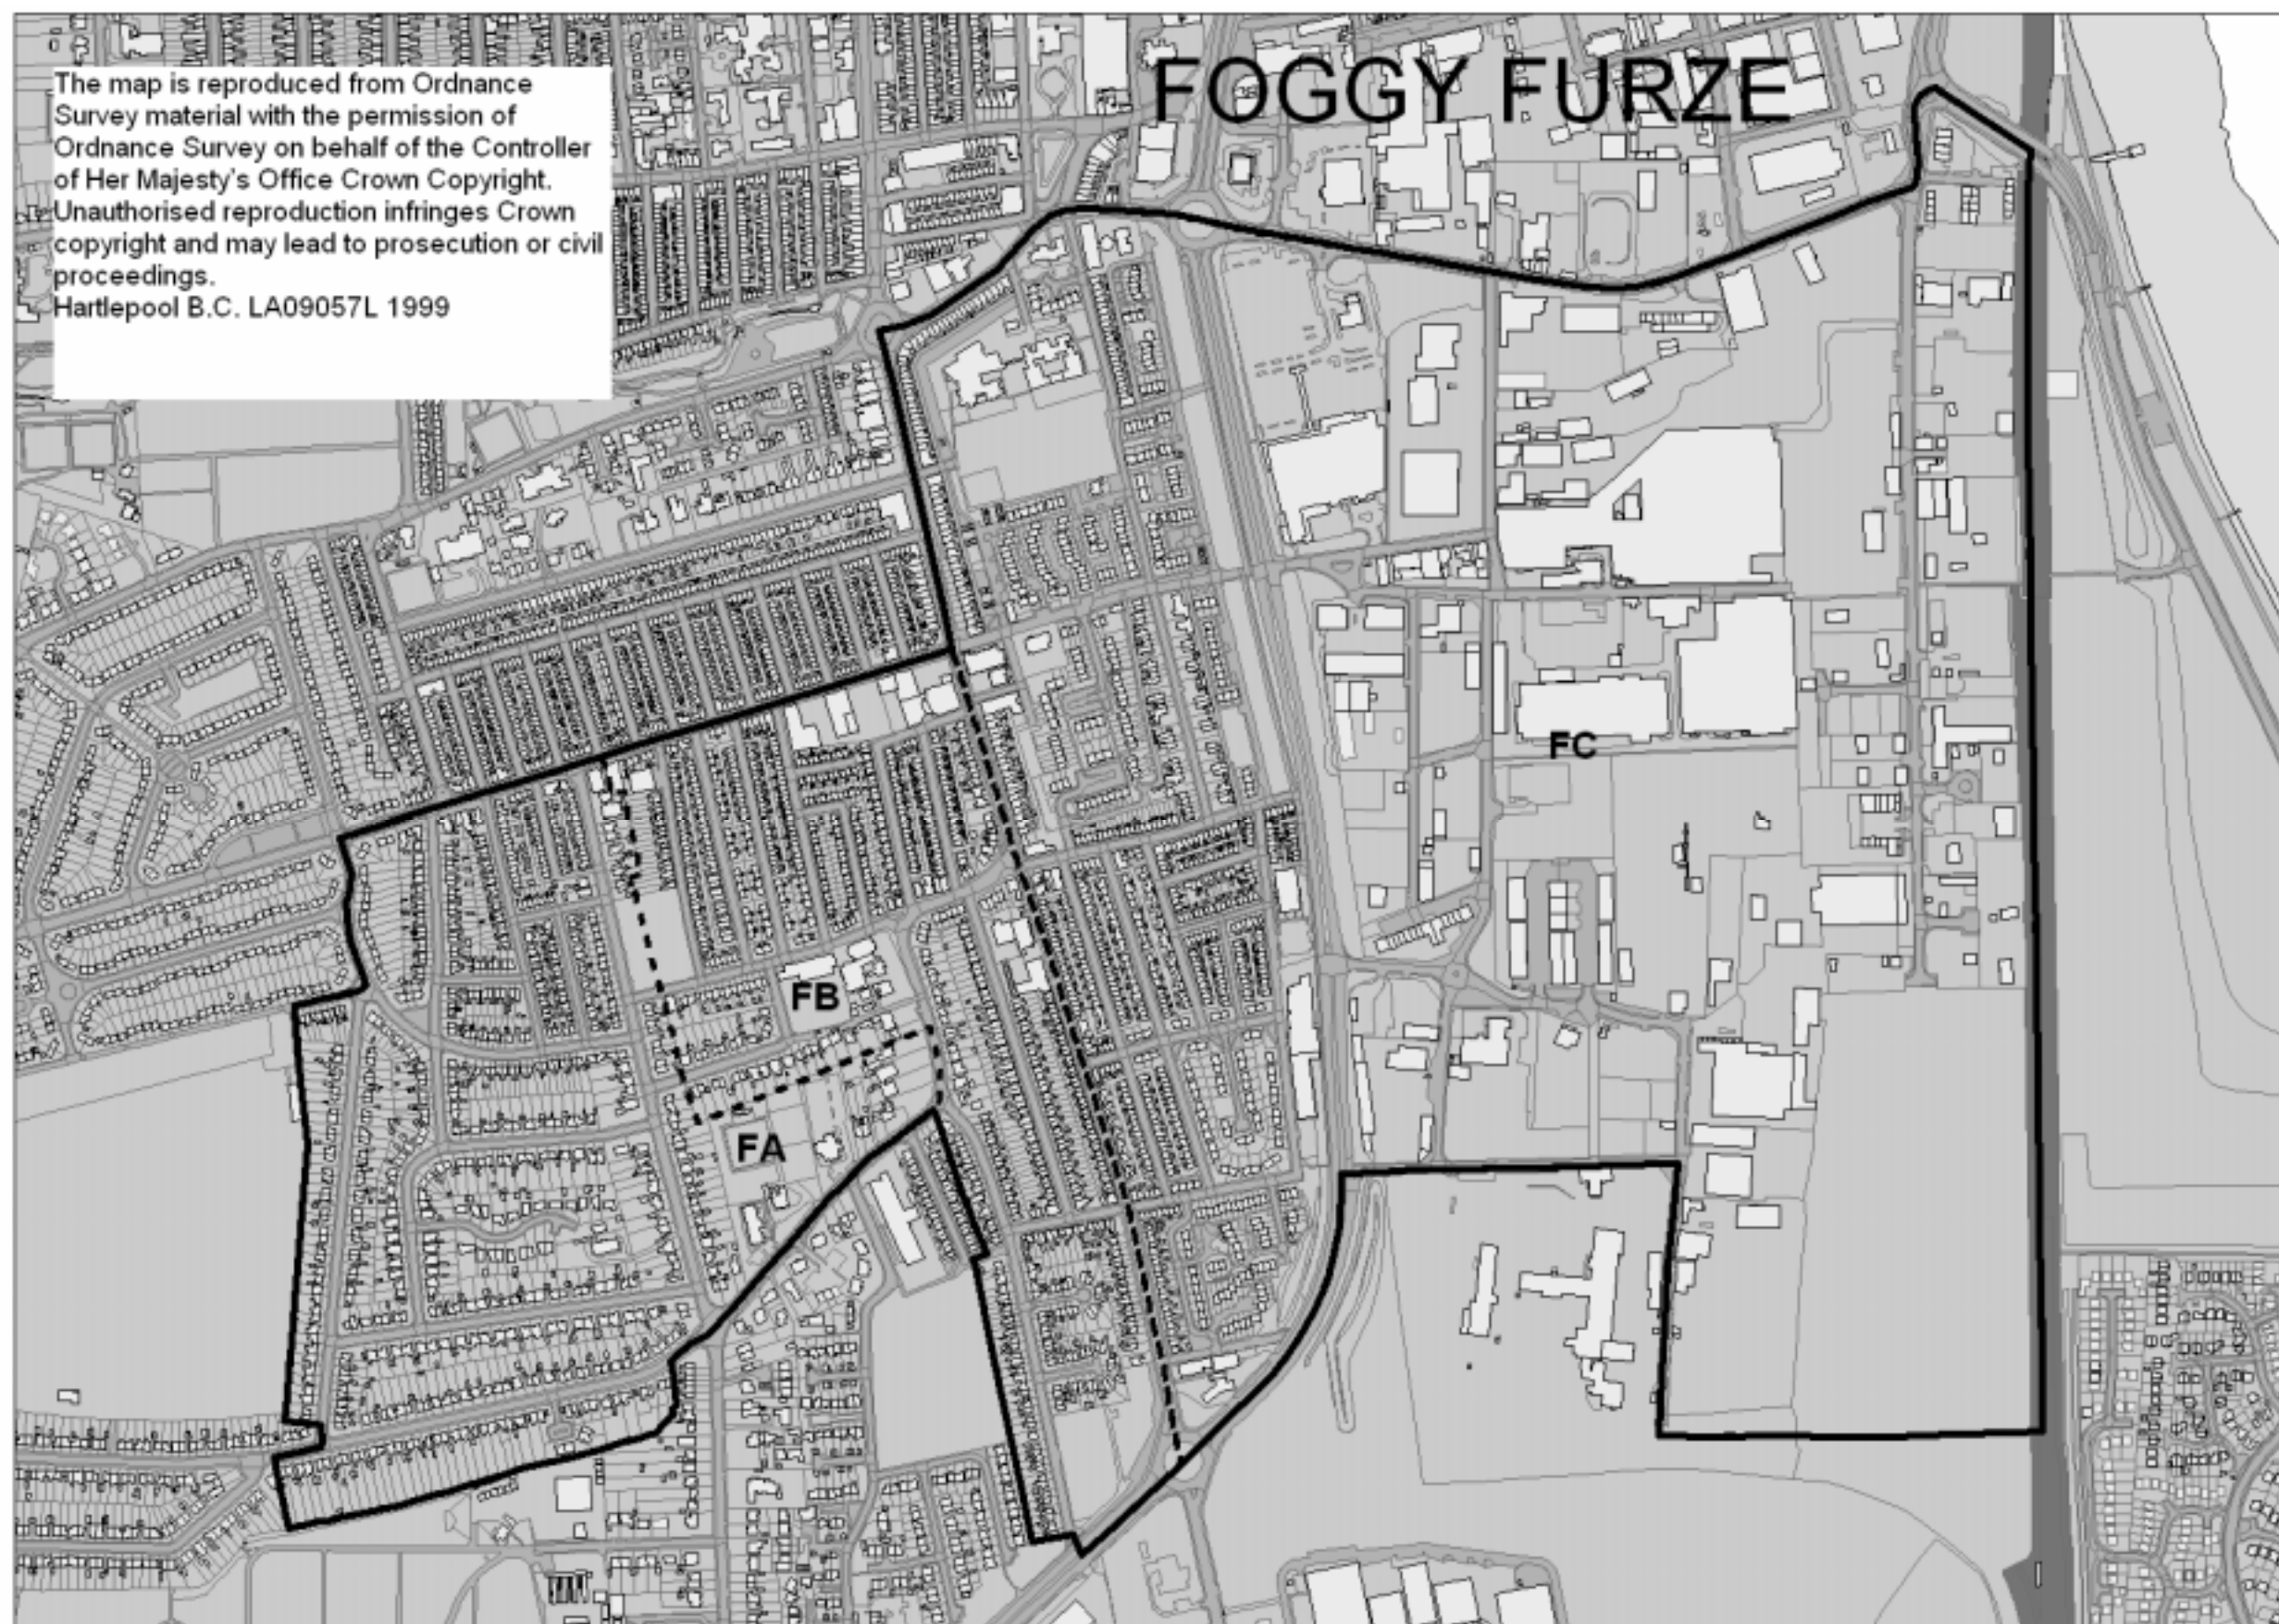 FOGGY FURZE
The map is reproduced from Ordnance
Survey material with the permission of
Ordnance Survey on behalf of the Controller
of Her Majesty's Office Crown Copyright.
Unauthorised reproduction infringes Crown
copyright and may lead to prosecution or civil
proceedings.
Hartlepool B.C. LA09057L 1999
FC
FB
FA